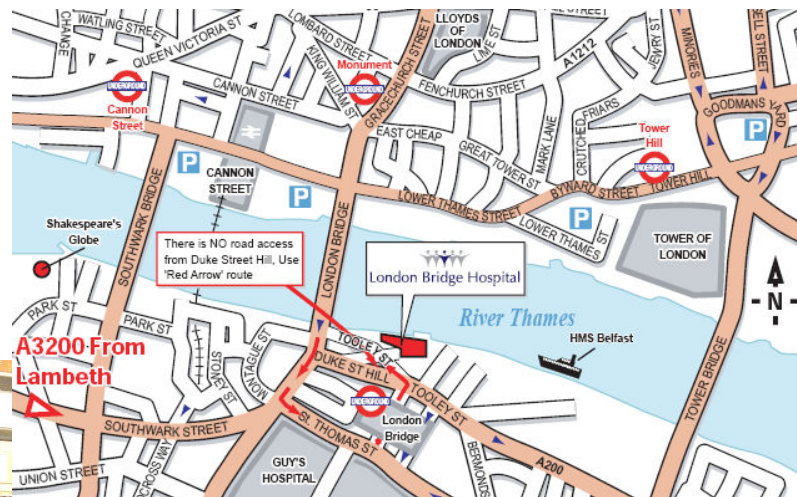 WATLING ST
CHANGE
QUEEN VICTORIA ST
UNDERGROUND
Cannon
Street
CANNON STREET
LOMBARD STREET
KING WILLIAM ST
Monument
UNDERGROUND
GRACECHURCH STREET
LLOYDS
OF
LONDON
LIME ST
FENCHURCH STREET
A1212
JEWRY ST
MINORIES
GOODMANS YARD
P
EAST CHEAP
GREAT TOWER ST
MARK LANE
CRUTCHED FRIARS
Tower
Hill
UNDERGROUND
BYWARD STREET
TOWER HILL
LOWER THAMES STREET
LOWER THAMES ST
P
P
CANNON
STREET
P
TOWER OF
LONDON
Shakespeare's
Globe
SOUTHWARK BRIDGE
LONDON BRIDGE
There is NO road access
from Duke Street Hill, Use
'Red Arrow' route
London Bridge Hospital
River Thames
HMS Belfast
N
TOWER BRIDGE
PARK ST
PARK ST
A3200 From
Lambeth
STONEY ST
MONTAGUE ST
TOOLEY ST
DUKE ST HILL
TOOLEY ST
UNDERGROUND
London
Bridge
ST. THOMAS ST
SOUTHWARK STREET
UNION STREET
GUY'S
HOSPITAL
A200